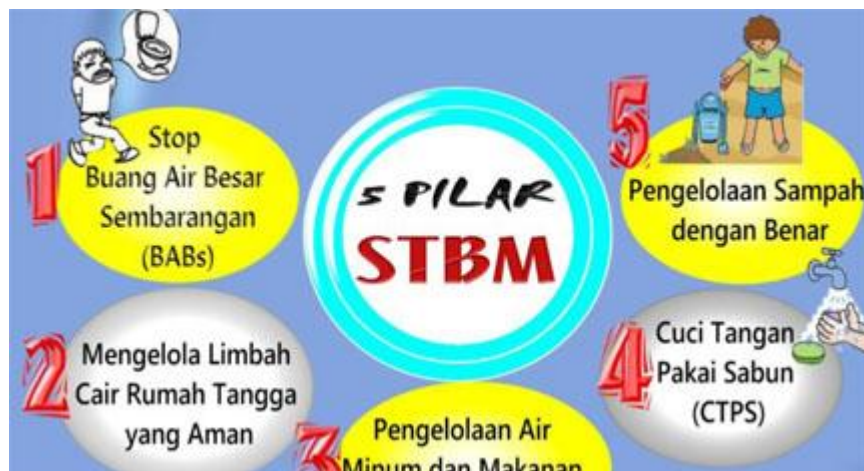 5 PILAR
STBM
1
Stop
Buang Air Besar
Sembarangan
(BABs)
2
Mengelola Limbah
Cair Rumah Tangga
yang Aman
3
Pengelolaan Air
Minum dan Makanan
4
Cuci Tangan
Pakai Sabun
(CTPS)
5
Pengelolaan Sampah
dengan Benar